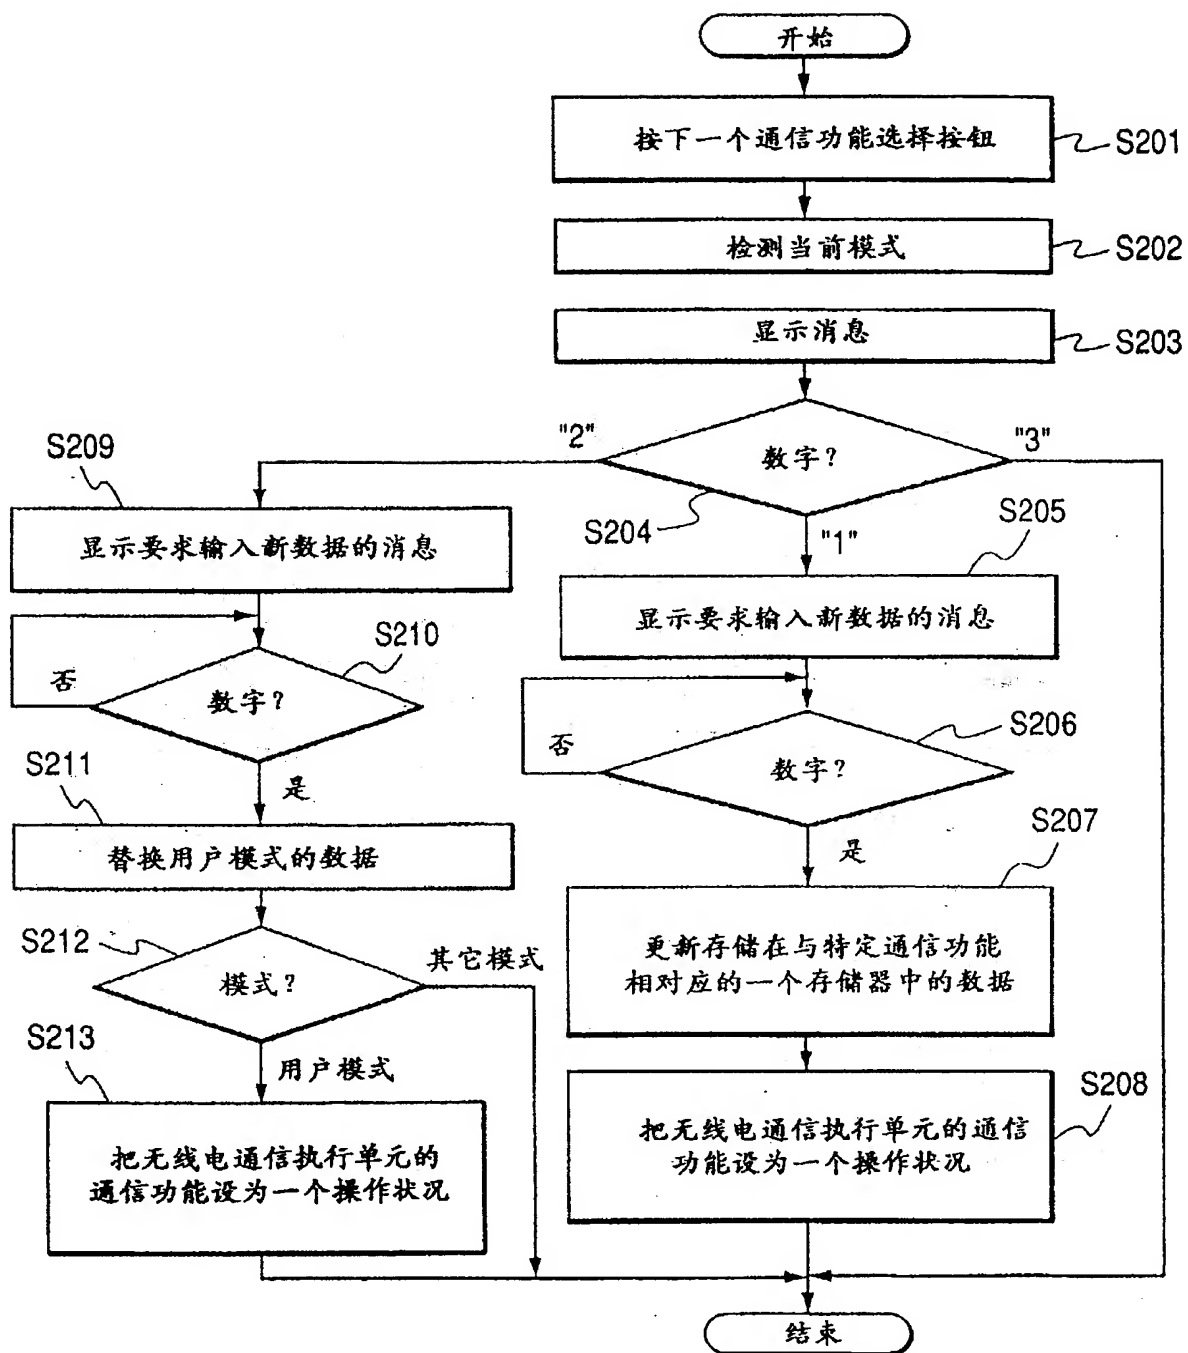 开始
按下一个通信功能选择按钮
S201
检测当前模式
S202
显示消息
S203
数字？
"2"
"3"
S204
"1"
S209
显示要求输入新数据的消息
S205
显示要求输入新数据的消息
S210
数字？
否
是
S206
数字？
否
是
S211
替换用户模式的数据
S207
更新存储在与特定通信功能
相对应的一个存储器中的数据
S212
模式？
其它模式
用户模式
S213
把无线电通信执行单元的
通信功能设为一个操作状况
S208
把无线电通信执行单元的通信
功能设为一个操作状况
结束